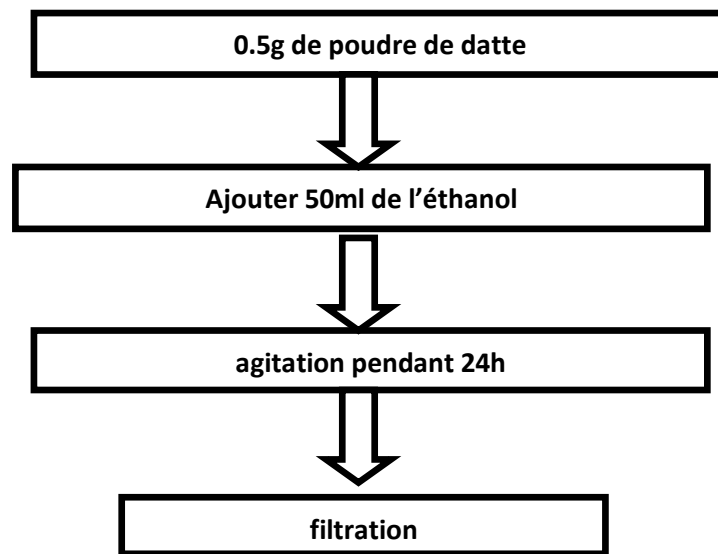 0.5g de poudre de datte
Ajouter 50ml de l’éthanol
agitation pendant 24h
filtration